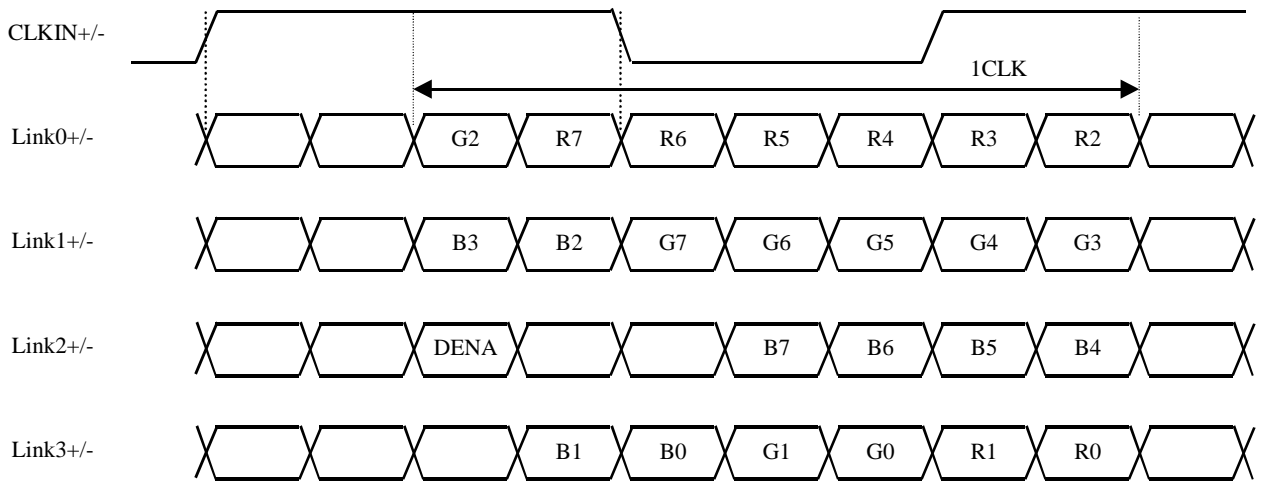 CLKIN+/-
1CLK
Link0+/- G2 R7 R6 R5 R4 R3 R2
Link1+/- B3 B2 G7 G6 G5 G4 G3
Link2+/- DENA B7 B6 B5 B4
Link3+/- B1 B0 G1 G0 R1 R0